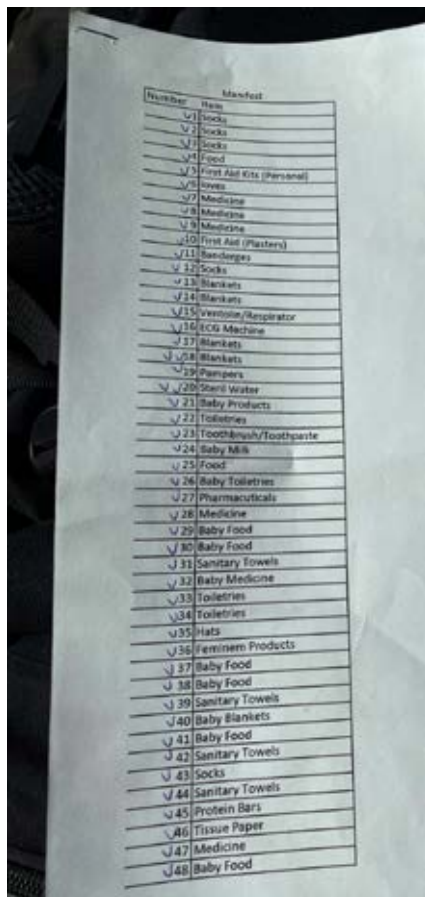 Manifest
Number Item
1 Socks
2 Socks
3 Socks
4 Food
5 First Aid Kits (Personal)
6 loves
7 Medicine
8 Medicine
9 Medicine
10 First Aid (Plasters)
11 Banderges
12 Socks
13 Blankets
14 Blankets
15 Ventolin/Respirator
16 ECG Machine
17 Blankets
18 Blankets
19 Pampers
20 Steril Water
21 Baby Products
22 Toiletries
23 Toothbrush/Toothpaste
24 Baby Milk
25 Food
26 Baby Toiletries
27 Pharmacuticals
28 Medicine
29 Baby Food
30 Baby Food
31 Sanitary Towels
32 Baby Medicine
33 Toiletries
34 Toiletries
35 Hats
36 Feminem Products
37 Baby Food
38 Baby Food
39 Sanitary Towels
40 Baby Blankets
41 Baby Food
42 Sanitary Towels
43 Socks
44 Sanitary Towels
45 Protein Bars
46 Tissue Paper
47 Medicine
48 Baby Food